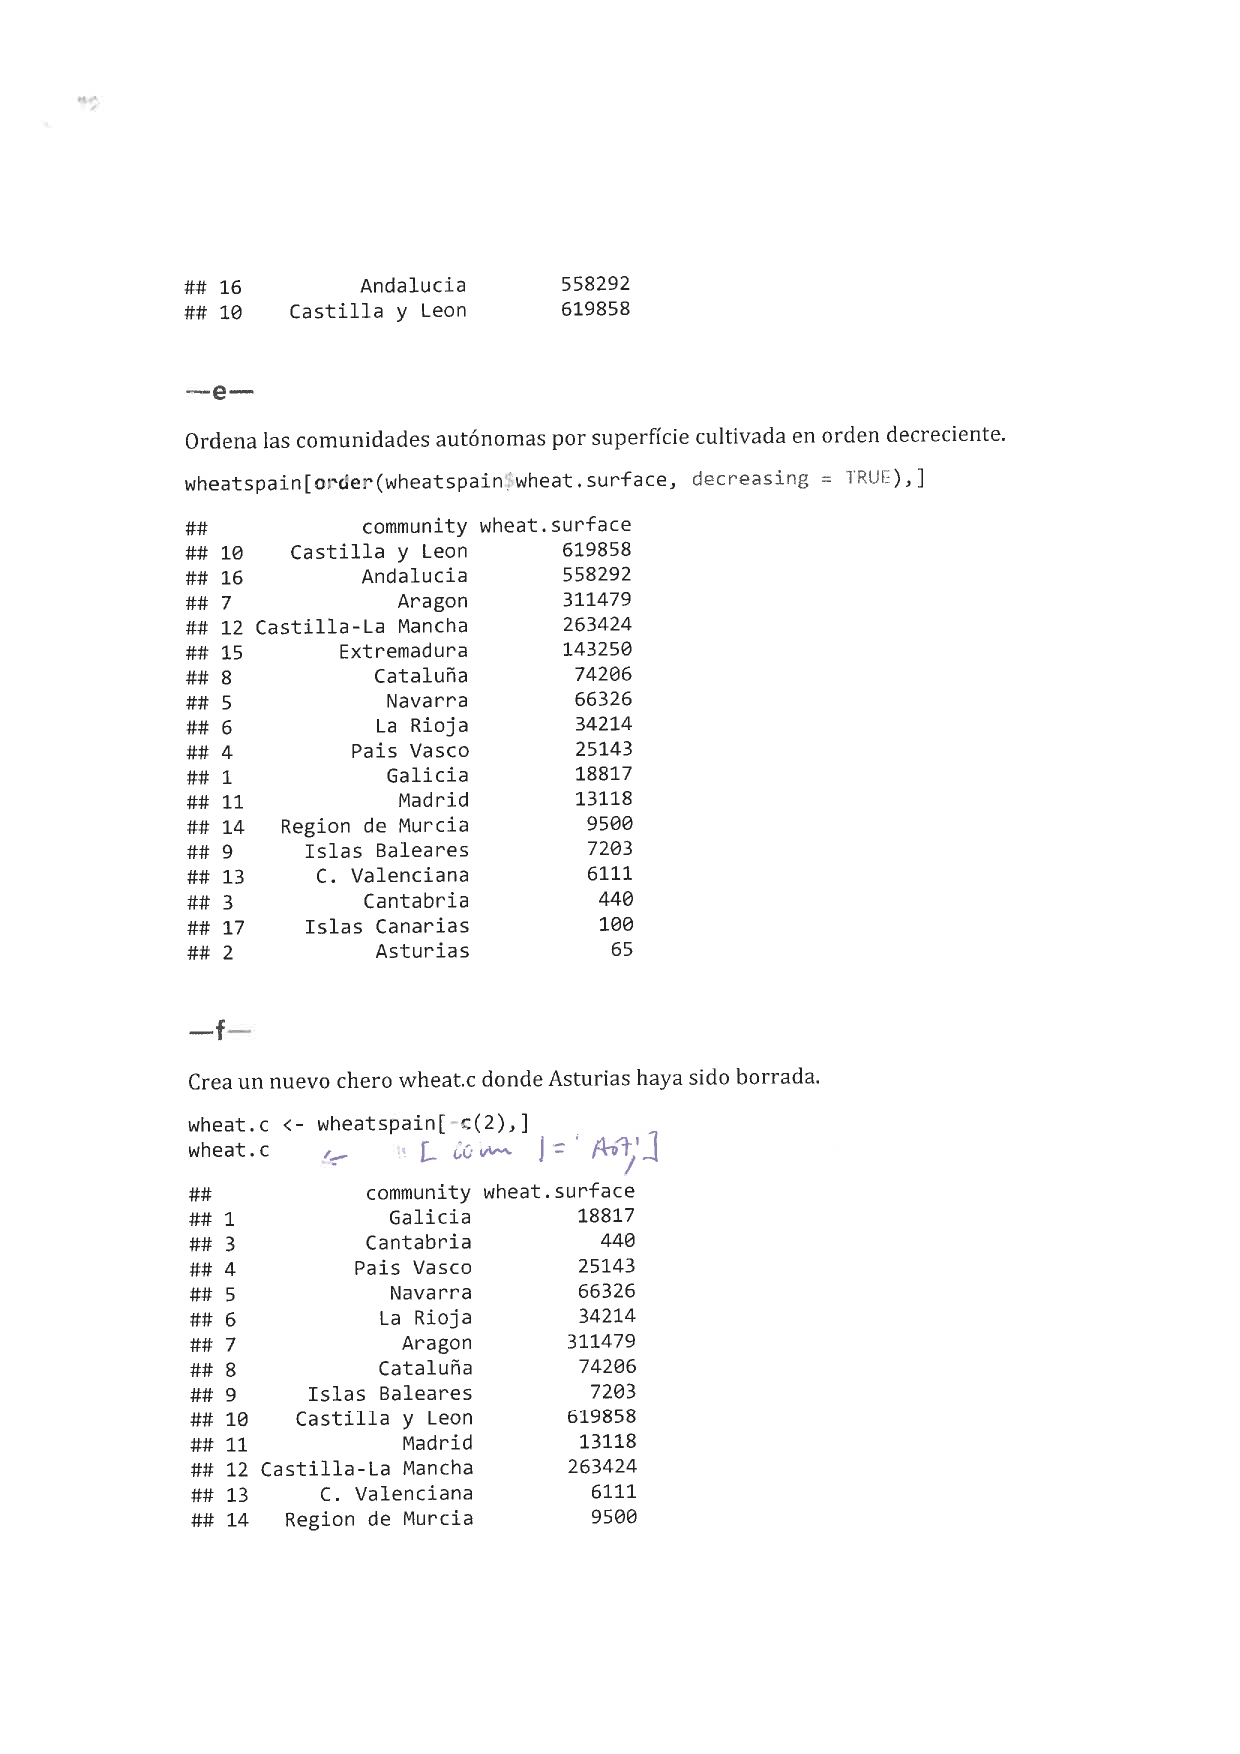 ## 16          Andalucia        558292
## 10    Castilla y Leon        619858
—e—
Ordena las comunidades autónomas por superfície cultivada en orden decreciente.
wheatspain[order(wheatspain$wheat.surface, decreasing = TRUE),]
##             community wheat.surface
## 10    Castilla y Leon        619858
## 16          Andalucia        558292
## 7              Aragon        311479
## 12 Castilla-La Mancha        263424
## 15        Extremadura        143250
## 8            Cataluña         74206
## 5             Navarra         66326
## 6            La Rioja         34214
## 4          Pais Vasco         25143
## 1             Galicia         18817
## 11             Madrid         13118
## 14   Region de Murcia          9500
## 9      Islas Baleares          7203
## 13      C. Valenciana          6111
## 3           Cantabria           440
## 17     Islas Canarias           100
## 2            Asturias            65
—f—
Crea un nuevo chero wheat.c donde Asturias haya sido borrada.
wheat.c <- wheatspain[-c(2),]
wheat.c
##             community wheat.surface
## 1             Galicia         18817
## 3           Cantabria           440
## 4          Pais Vasco         25143
## 5             Navarra         66326
## 6            La Rioja         34214
## 7              Aragon        311479
## 8            Cataluña         74206
## 9      Islas Baleares          7203
## 10    Castilla y Leon        619858
## 11             Madrid         13118
## 12 Castilla-La Mancha        263424
## 13      C. Valenciana          6111
## 14   Region de Murcia          9500